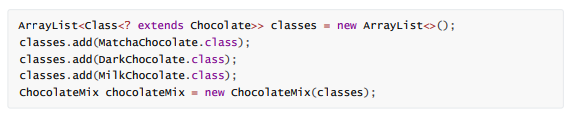 ArrayList<Class<? extends Chocolate>> classes = new ArrayList<>();
classes.add(MatchaChocolate.class);
classes.add(DarkChocolate.class);
classes.add(MilkChocolate.class);
ChocolateMix chocolateMix = new ChocolateMix(classes);